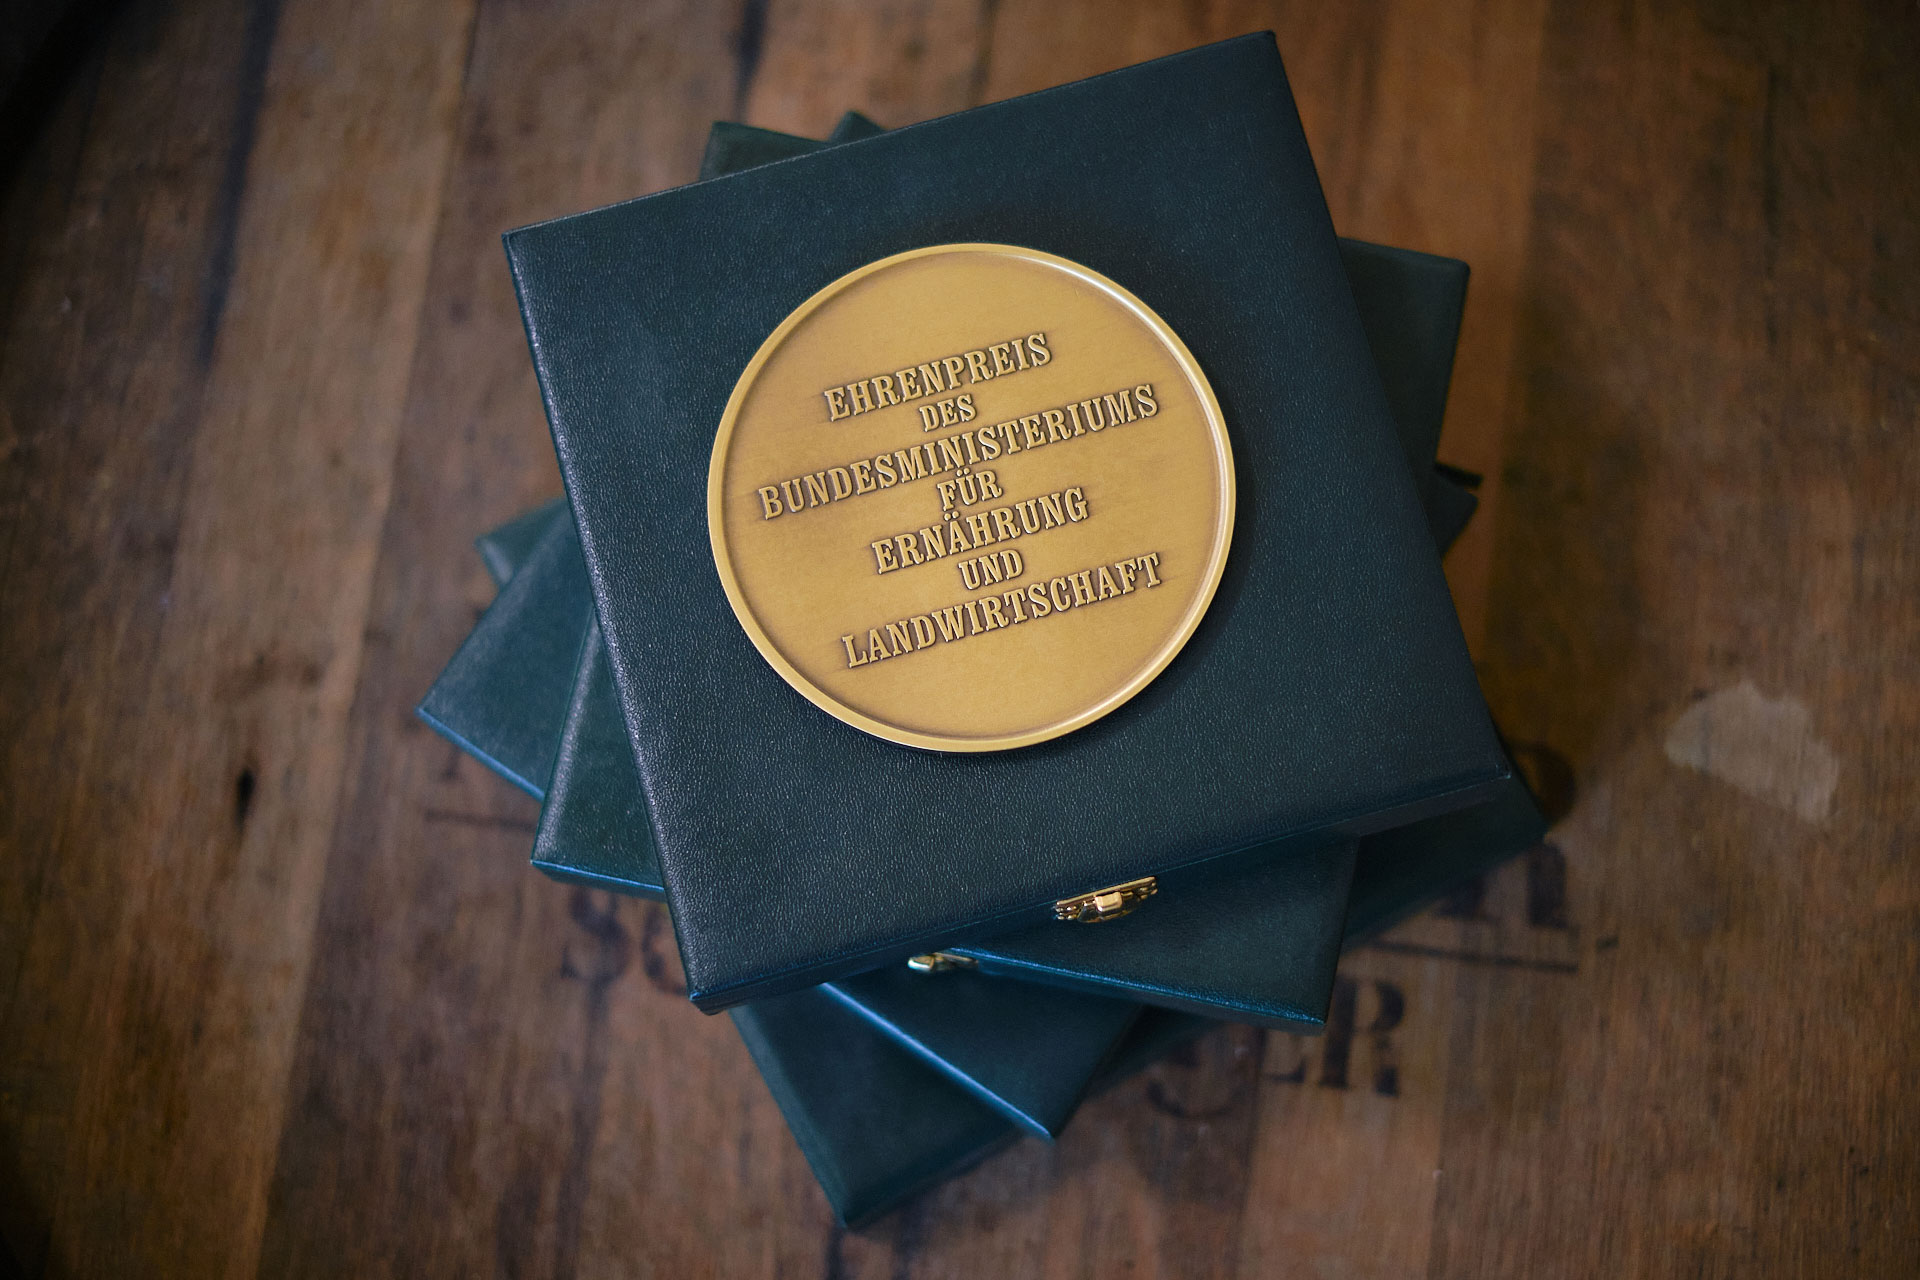 EHRENPREIS
DES
BUNDESMINISTERIUMS
FÜR
ERNÄHRUNG
UND
LANDWIRTSCHAFT